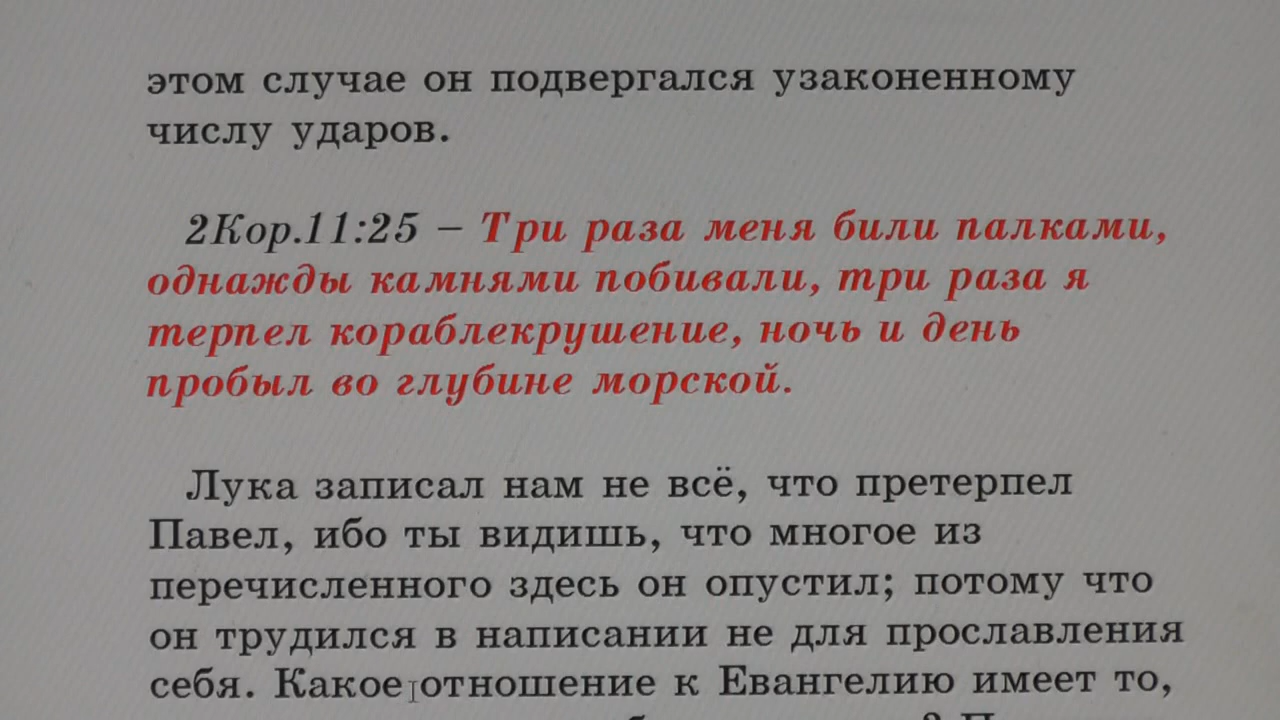 этом случае он подвергался узаконенному
числу ударов.
2Кор.11:25 – Три раза меня били палками,
однажды камнями побивали, три раза я
терпел кораблекрушение, ночь и день
пробыл во глубине морской.
Лука записал нам не всё, что претерпел
Павел, ибо ты видишь, что многое из
перечисленного здесь он опустил; потому что
он трудился в написании не для прославления
себя. Какое отношение к Евангелию имеет то,